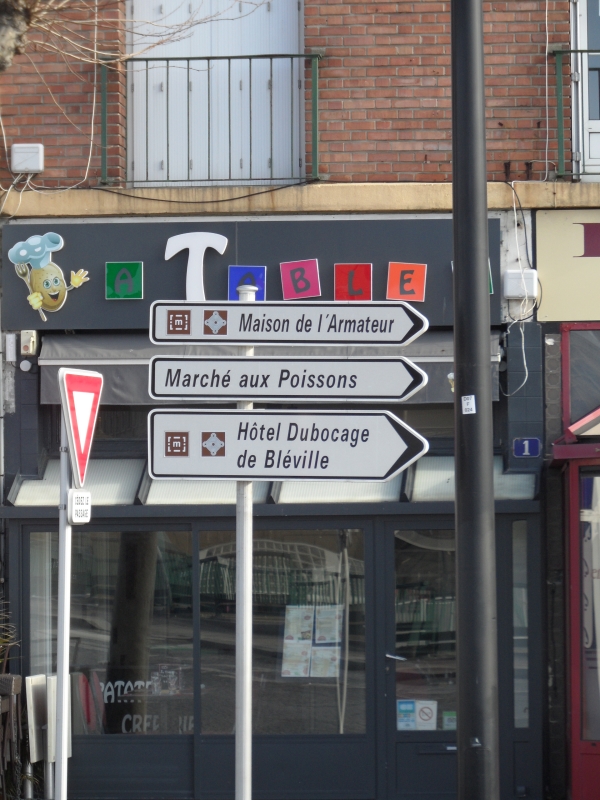 A TABLE
Maison de l'Armateur
Marché aux Poissons
Hôtel Dubocage
de Bléville
1
CEDEZ LE
PASSAGE